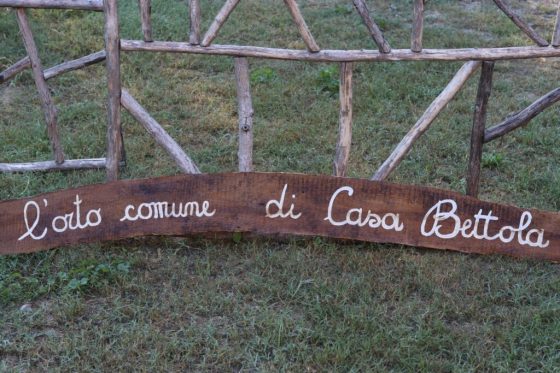 l'orto comune di Casa Bettola